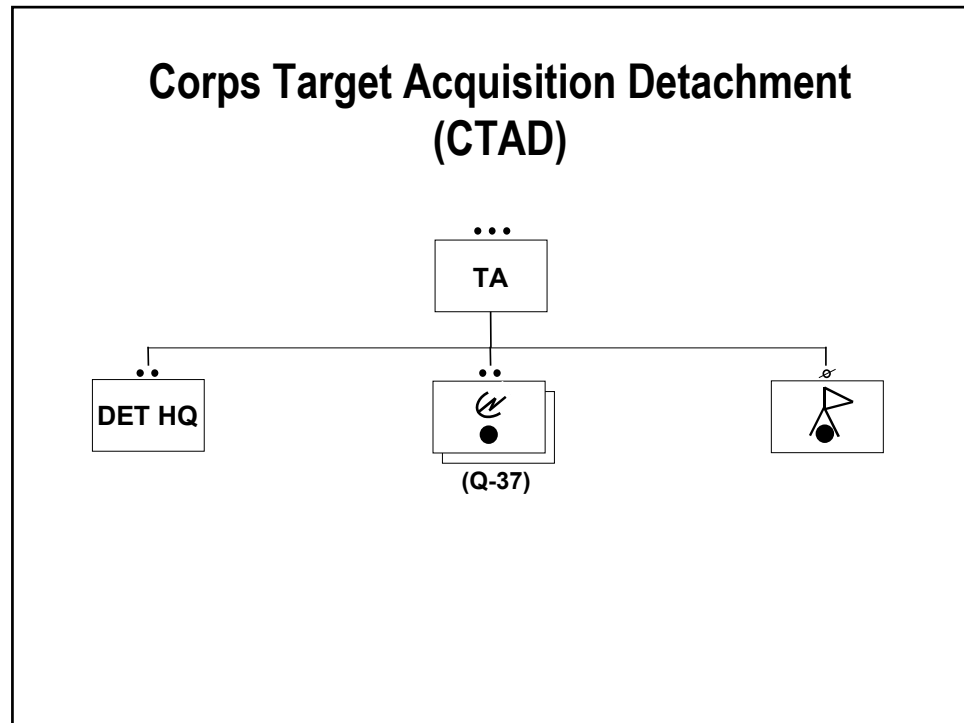 Corps Target Acquisition Detachment
(CTAD)
TA
DET HQ
(Q-37)